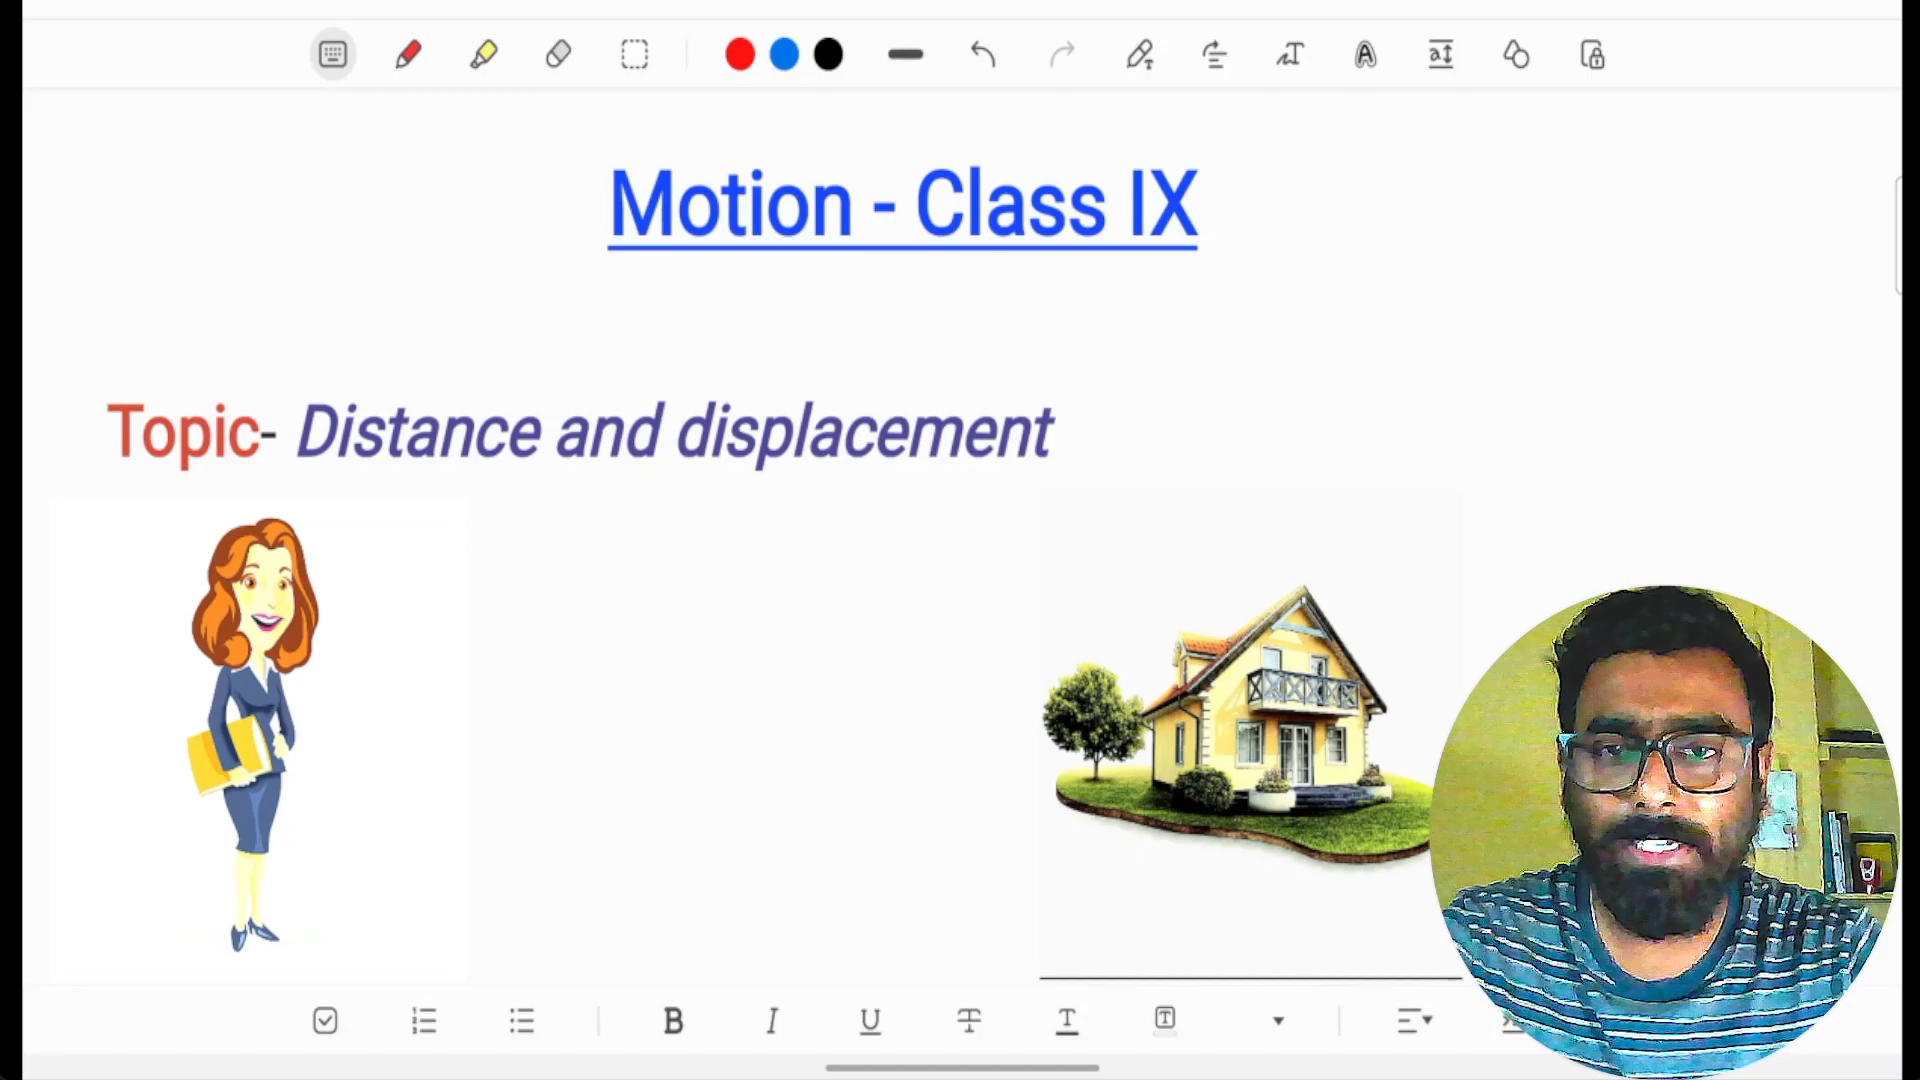 Motion - Class IX
Topic- Distance and displacement